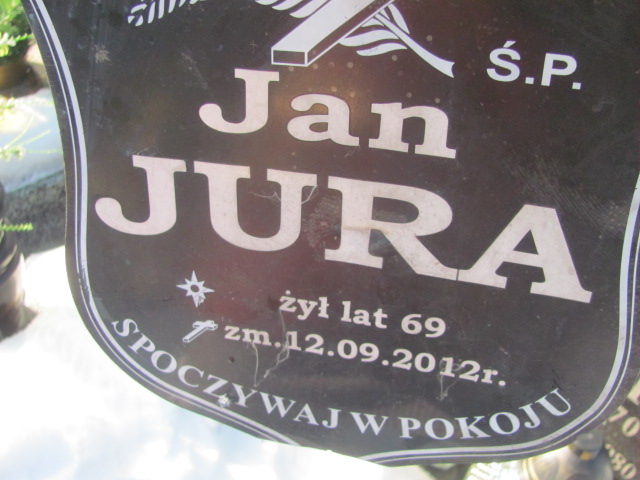 Ś.P.
Jan
JURA
żył lat 69
zm.12.09.2012r.
SPOCZYWAJ W POKOJU